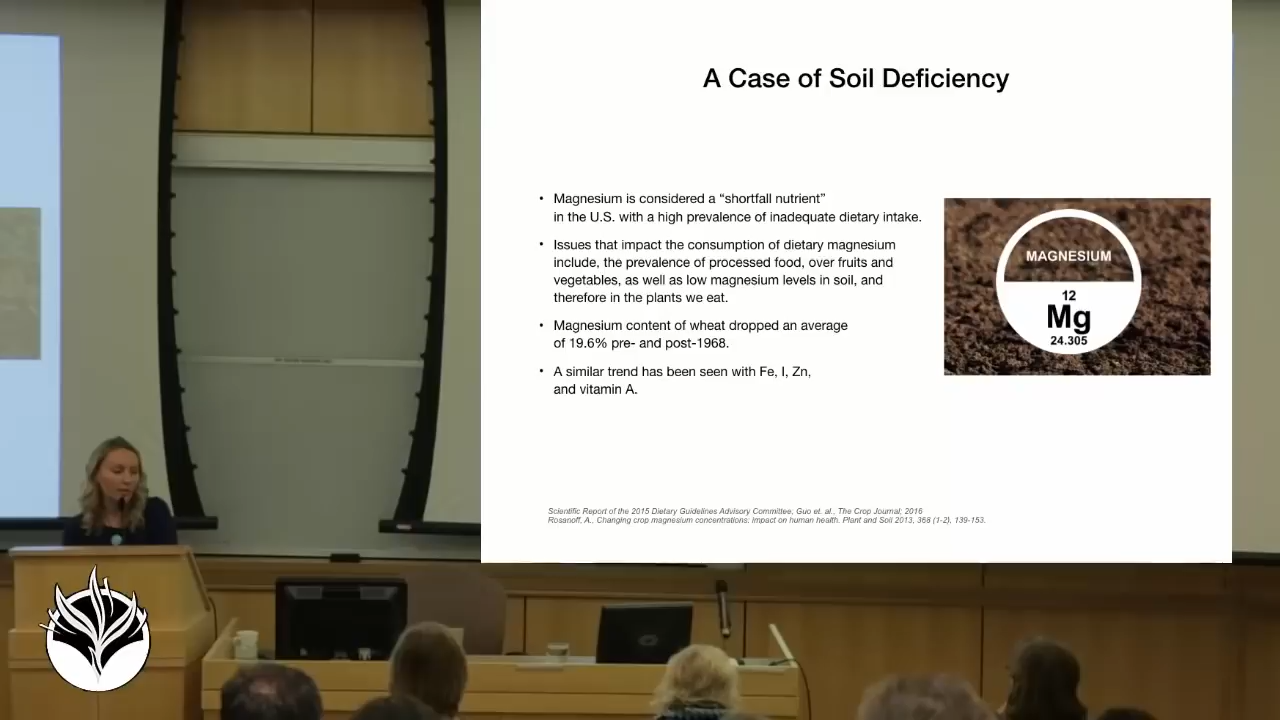 A Case of Soil Deficiency
• Magnesium is considered a “shortfall nutrient”
in the U.S. with a high prevalence of inadequate dietary intake.
• Issues that impact the consumption of dietary magnesium
include, the prevalence of processed food, over fruits and
vegetables, as well as low magnesium levels in soil, and
therefore in the plants we eat.
• Magnesium content of wheat dropped an average
of 19.6% pre- and post-1968.
• A similar trend has been seen with Fe, I, Zn,
and vitamin A.
MAGNESIUM
12
Mg
24.305
Scientific Report of the 2015 Dietary Guidelines Advisory Committee; Guo et. al., The Crop Journal; 2016
Rosanoff, A., Changing crop magnesium concentrations: impact on human health. Plant and Soil 2013, 368 (1-2), 139-153.